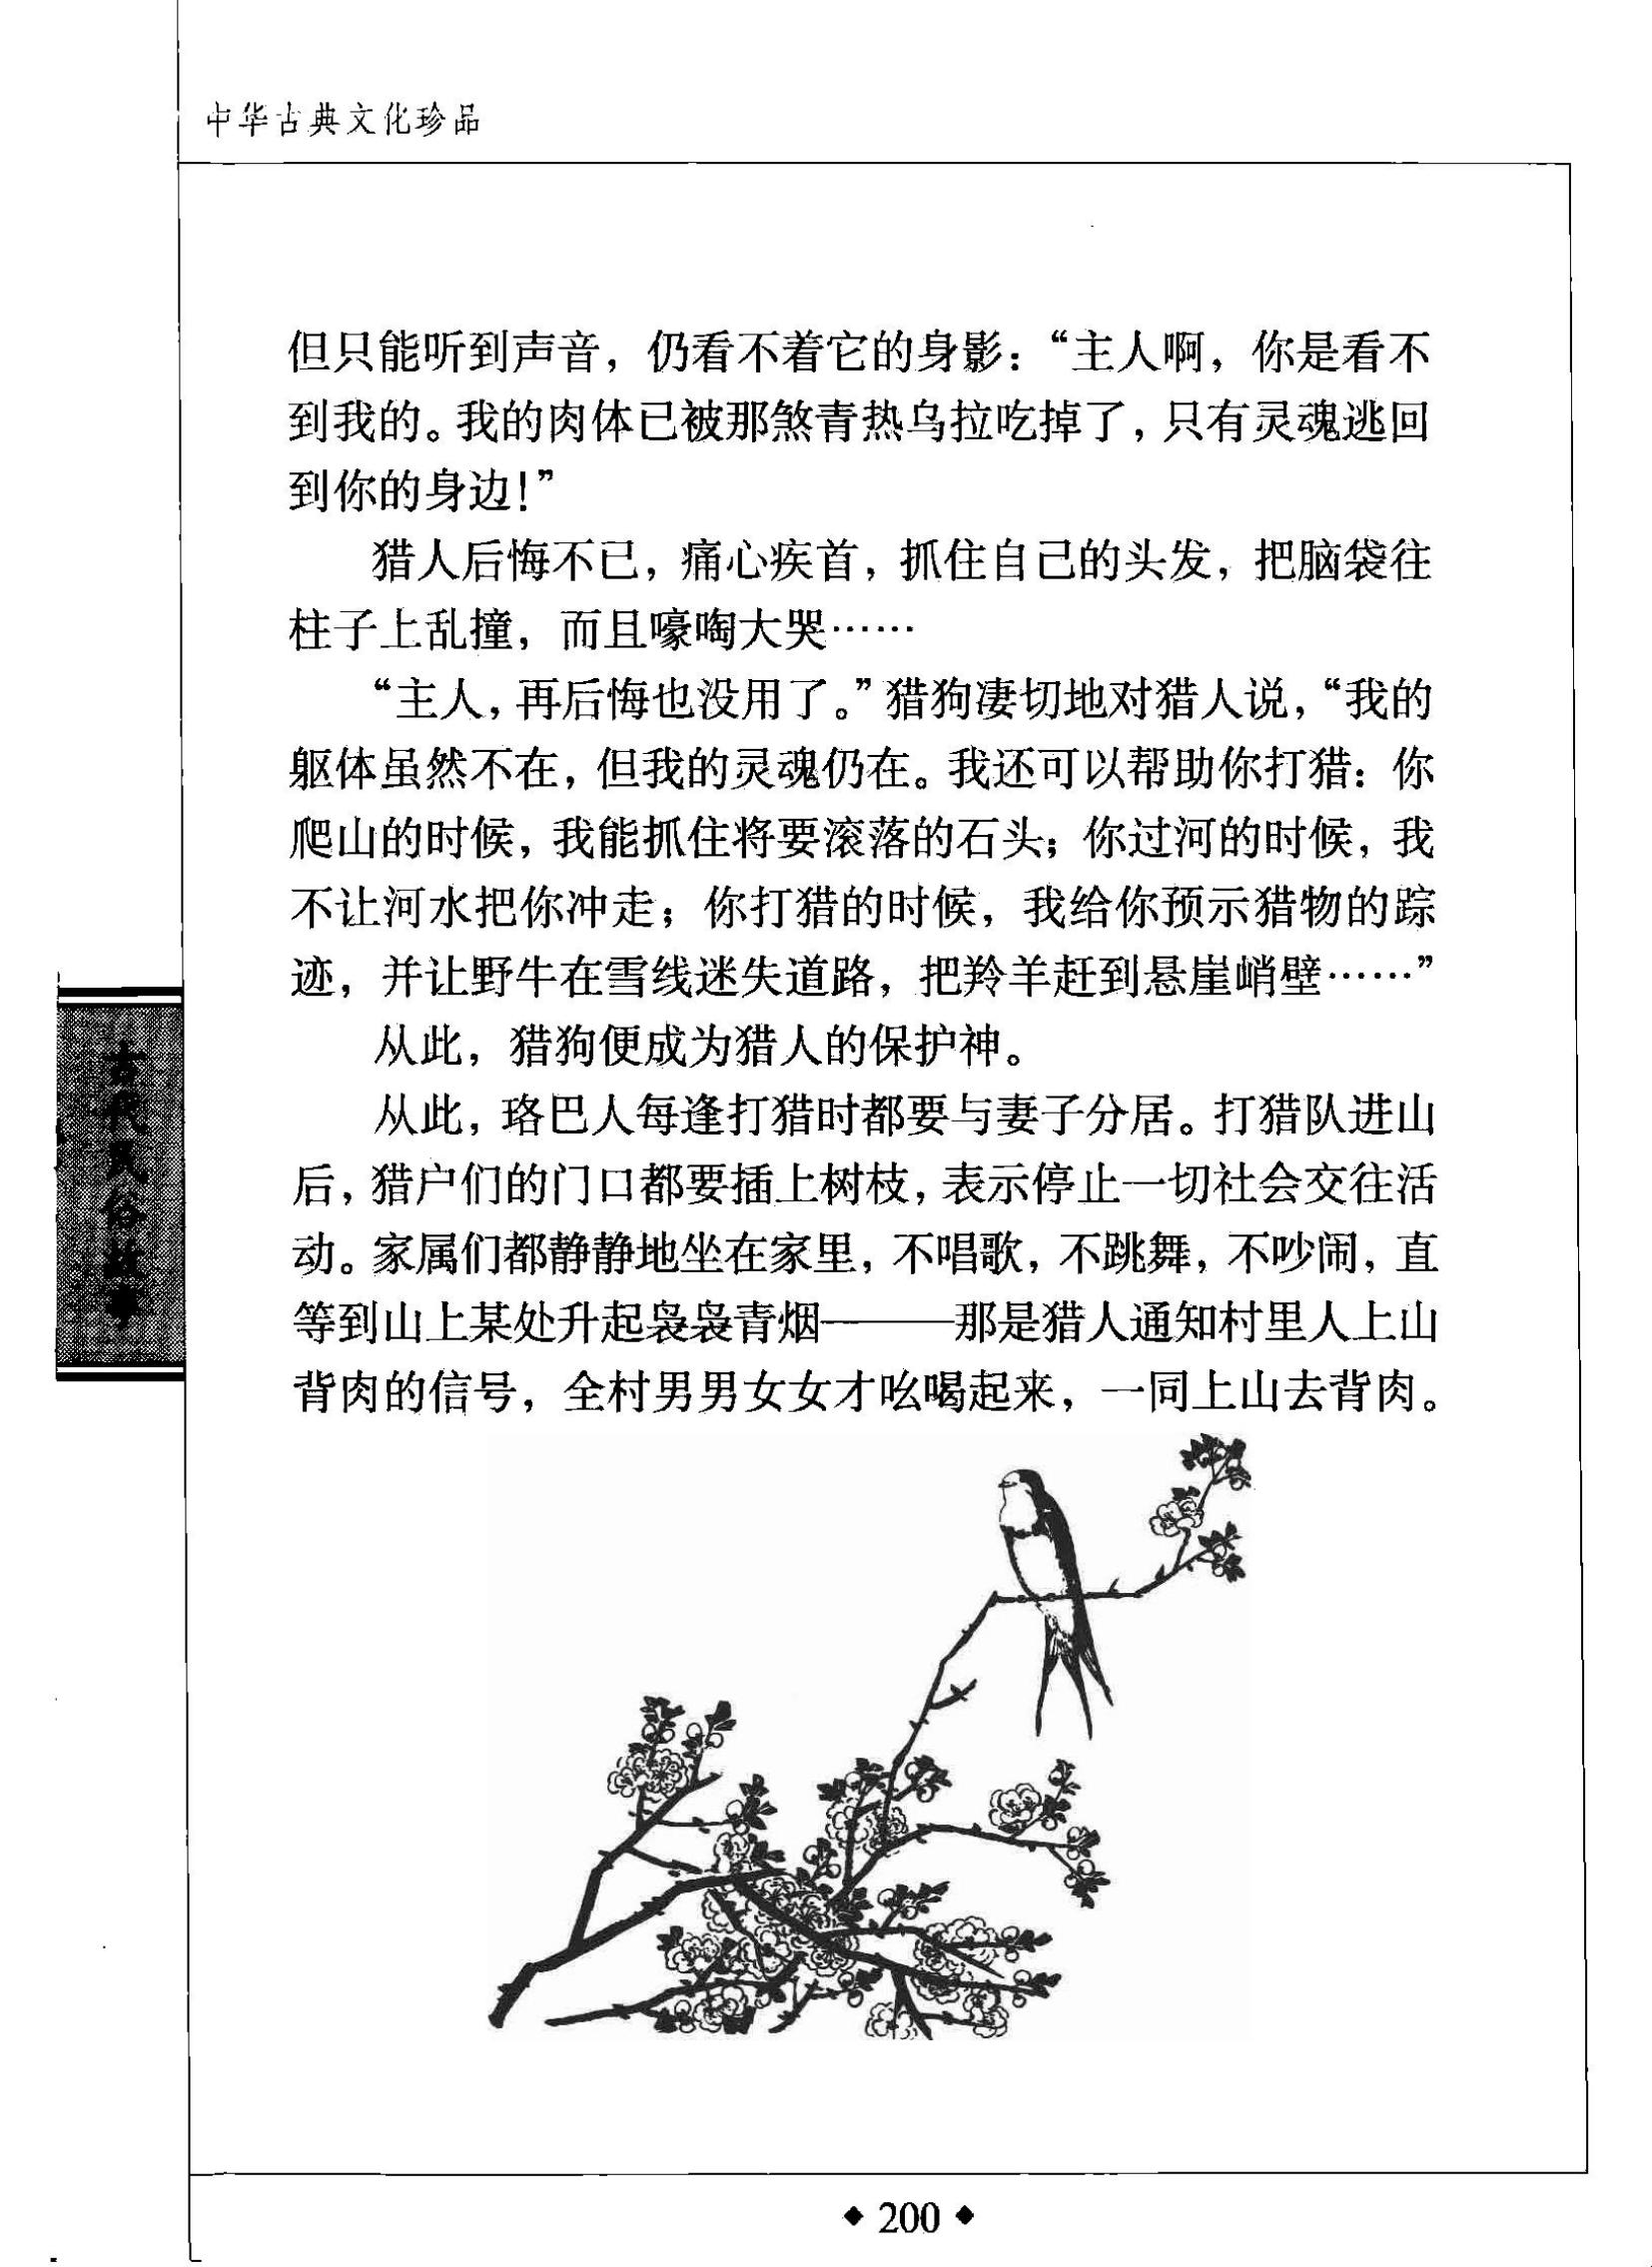 中华古典文化珍品
但只能听到声音，仍看不着它的身影：“主人啊，你是看不
到我的。我的肉体已被那煞青热乌拉吃掉了，只有灵魂逃回
到你的身边！”
猎人后悔不已，痛心疾首，抓住自己的头发，把脑袋往
柱子上乱撞，而且嚎啕大哭……
“主人，再后悔也没用了。”猎狗凄切地对猎人说，“我的
躯体虽然不在，但我的灵魂仍在。我还可以帮助你打猎：你
爬山的时候，我能抓住将要滚落的石头；你过河的时候，我
不让河水把你冲走；你打猎的时候，我给你预示猎物的踪
迹，并让野牛在雪线迷失道路，把羚羊赶到悬崖峭壁……”
从此，猎狗便成为猎人的保护神。
从此，珞巴人每逢打猎时都要与妻子分居。打猎队进山
后，猎户们的门口都要插上树枝，表示停止一切社会交往活
动。家属们都静静地坐在家里，不唱歌，不跳舞，不吵闹，直
等到山上某处升起袅袅青烟———那是猎人通知村里人上山
背肉的信号，全村男男女女才吆喝起来，一同上山去背肉。
古代民俗故事
◆ 200 ◆